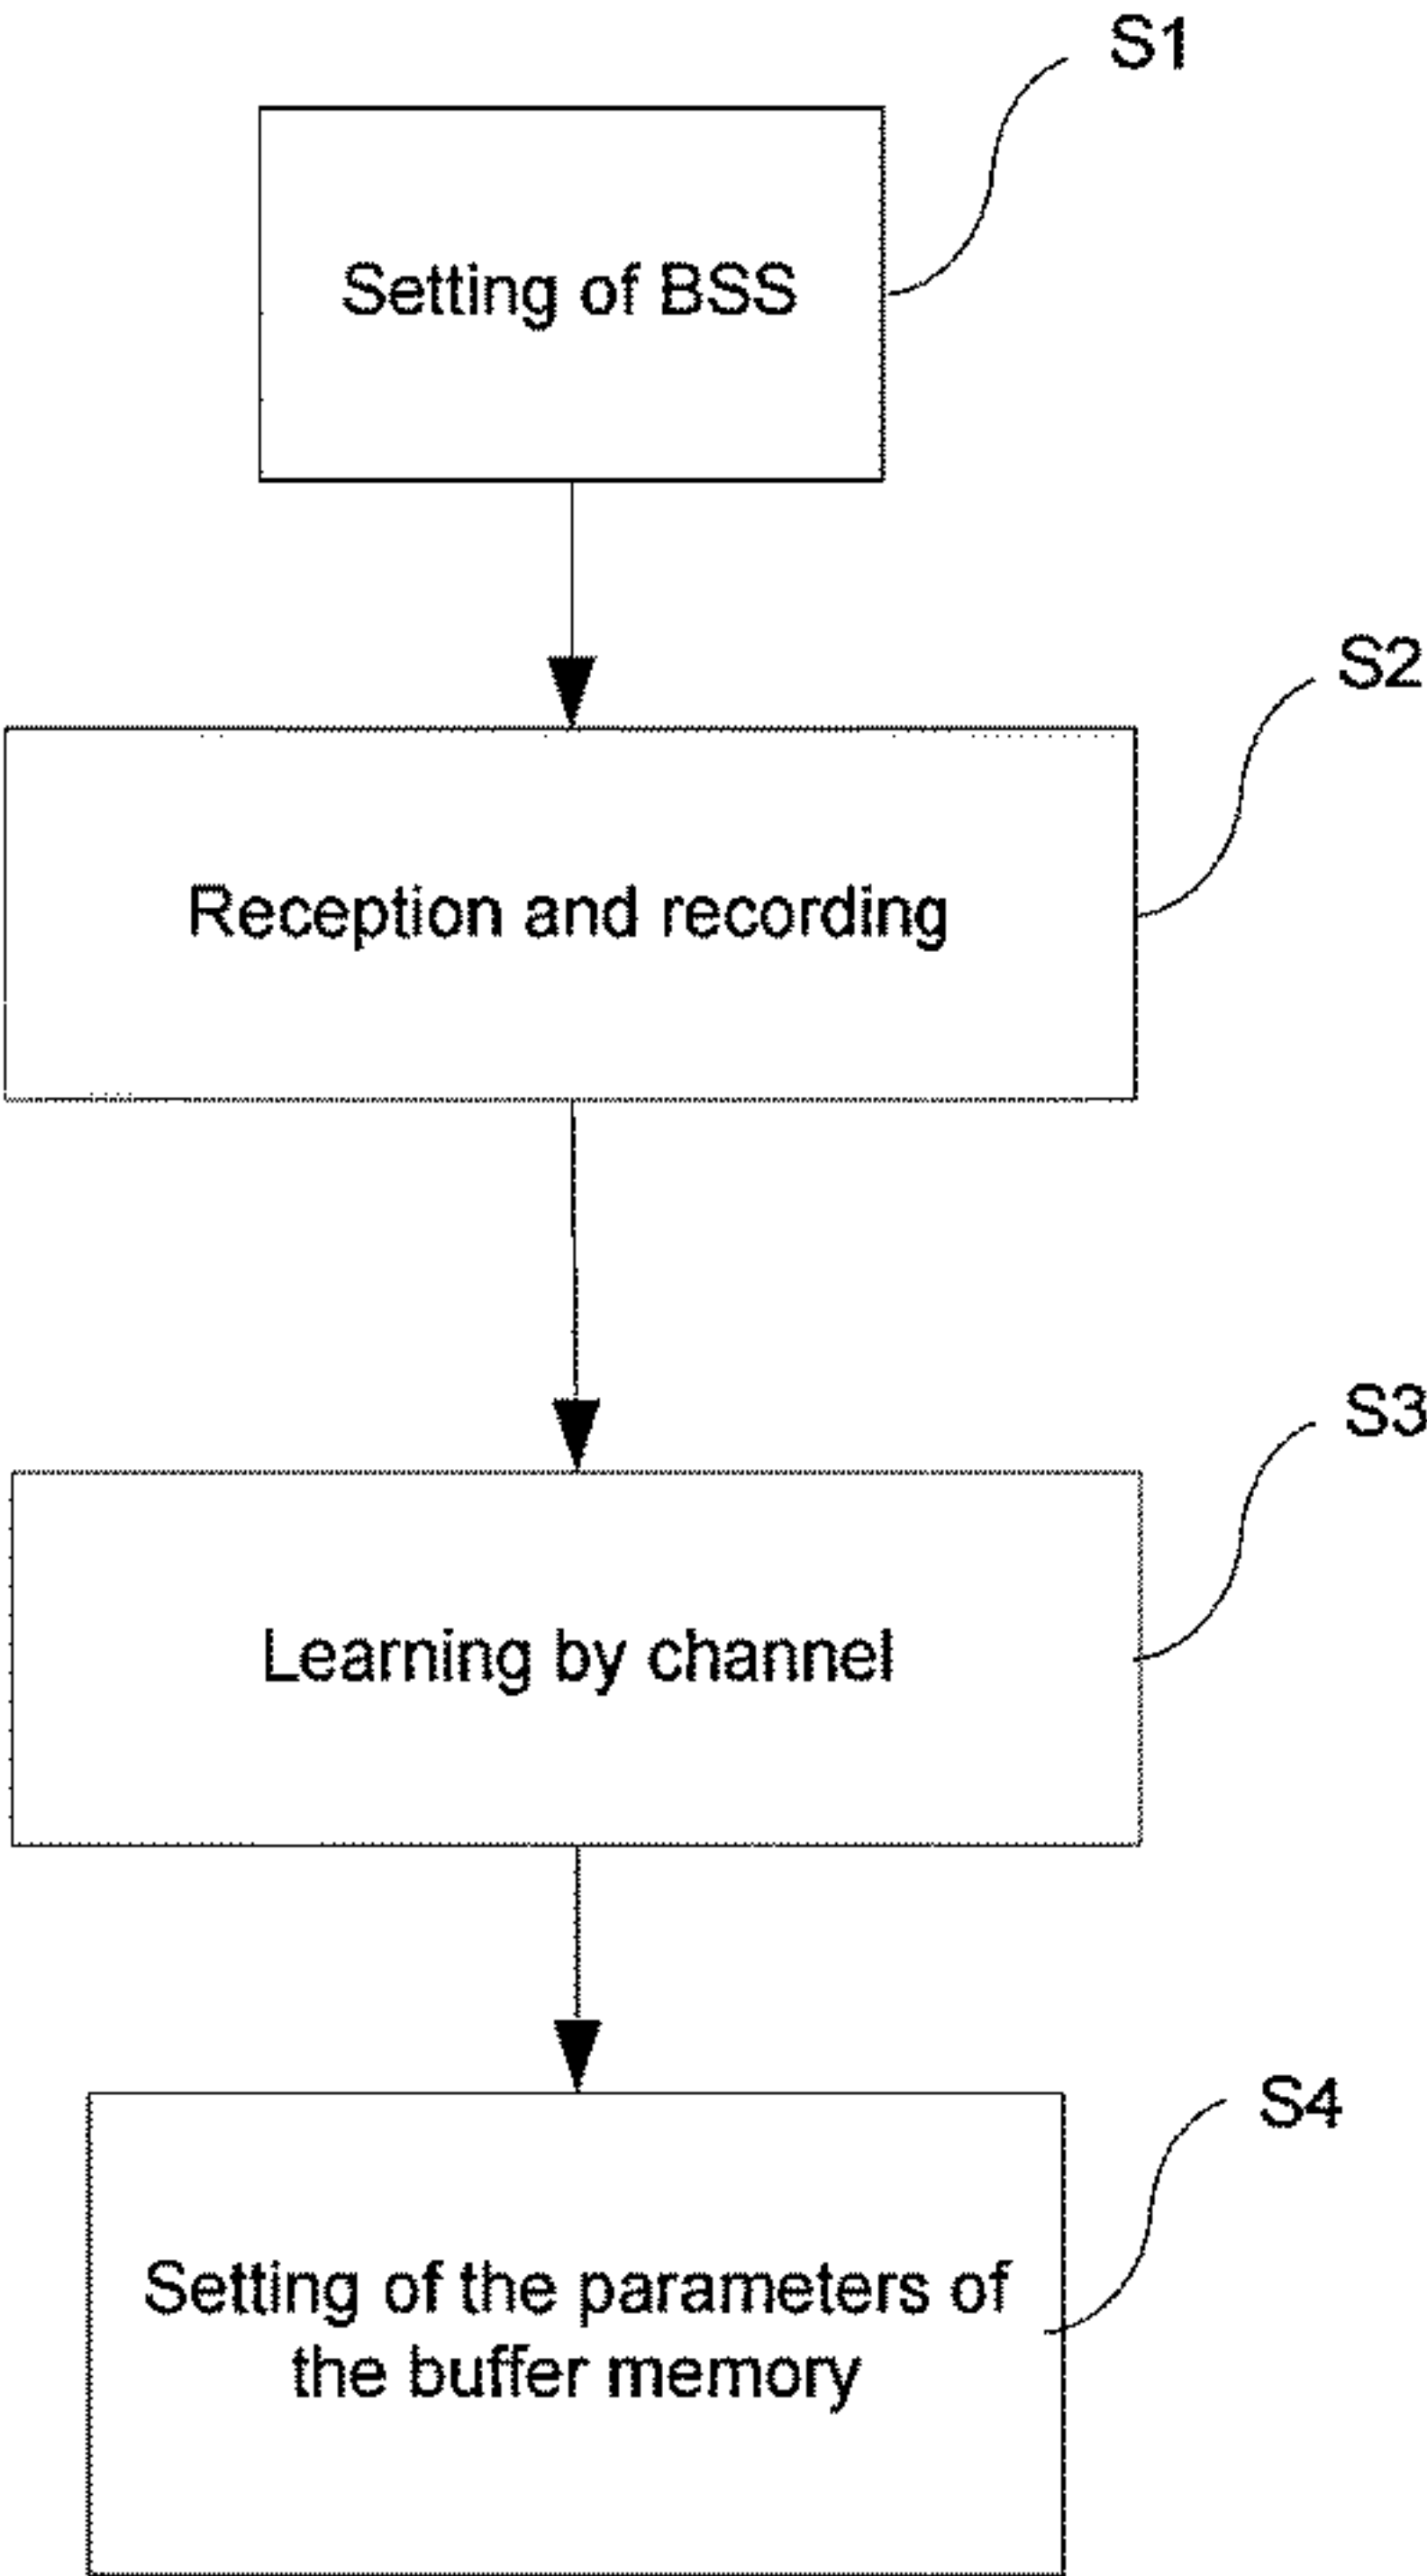 S1
Setting of BSS
S2
Reception and recording
S3
Learning by channel
S4
Setting of the parameters of
the buffer memory